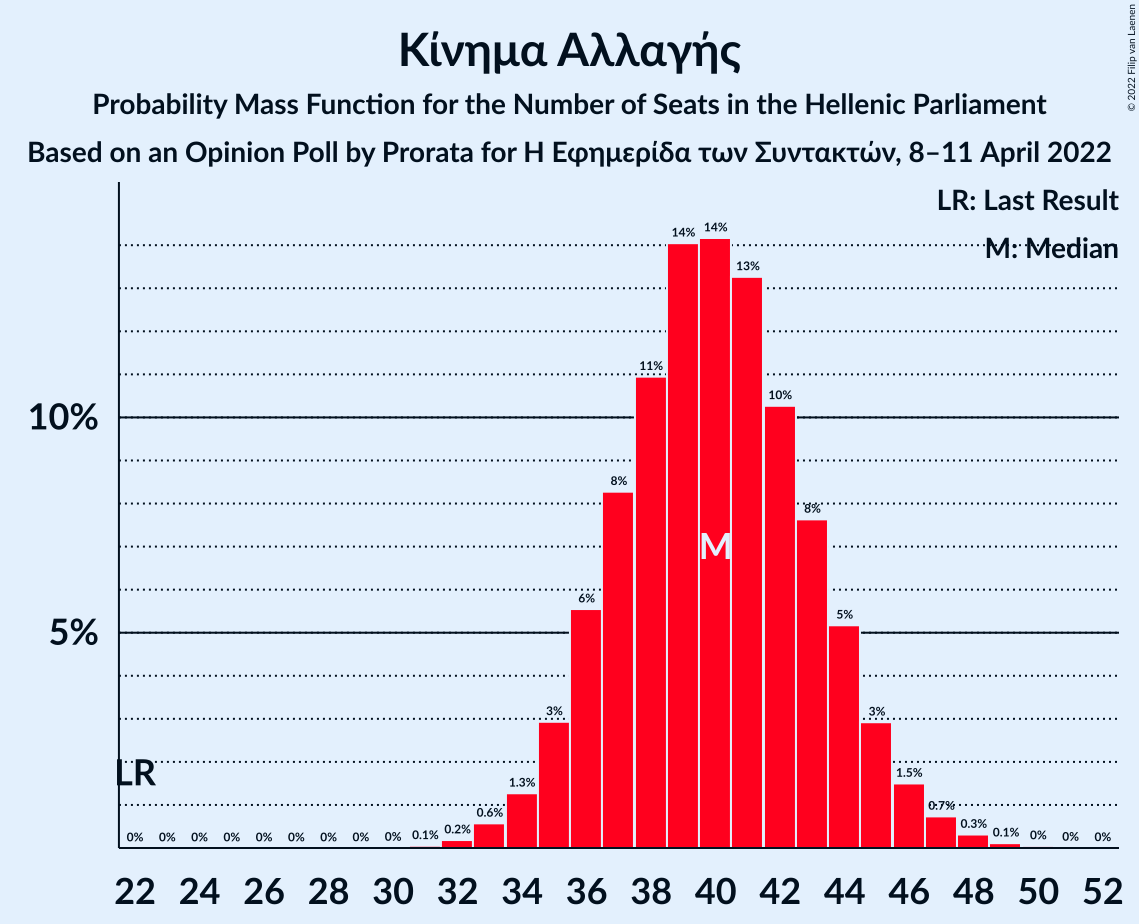 Κίνημα Αλλαγής
Probability Mass Function for the Number of Seats in the Hellenic Parliament
Based on an Opinion Poll by Prorata for Η Εφημερίδα των Συντακτών, 8–11 April 2022
© 2022 Filip van Laenen
LR: Last Result
M: Median
14% 14%
13%
11%
10%
10%
8%
8%
M
6%
5%
5%
3% 3%
LR
1.3% 1.5%
0.6% 0.7%
0% 0% 0% 0% 0% 0% 0% 0% 0% 0.1% 0.2% 0.3% 0.1% 0% 0% 0%
22 24 26 28 30 32 34 36 38 40 42 44 46 48 50 52